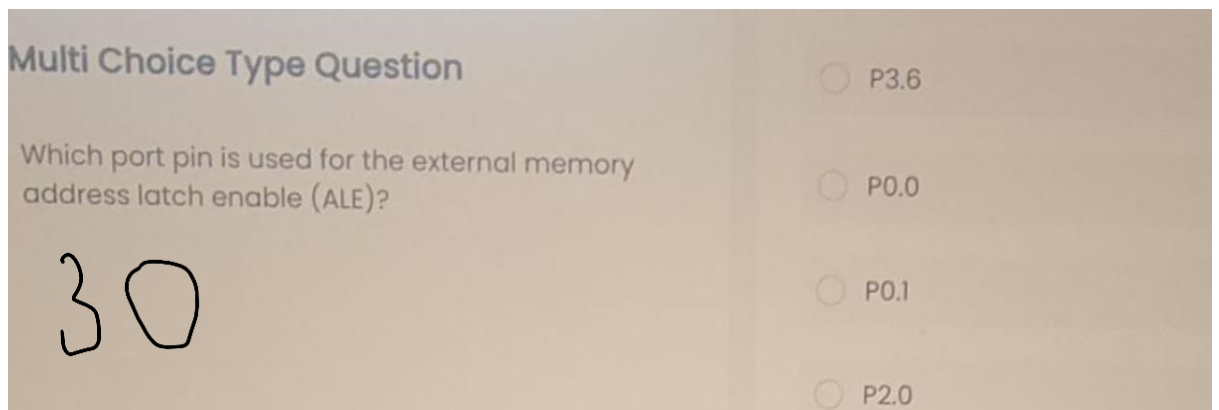 Multi Choice Type Question
Which port pin is used for the external memory
address latch enable (ALE)?
30
P3.6
P0.0
P0.1
P2.0